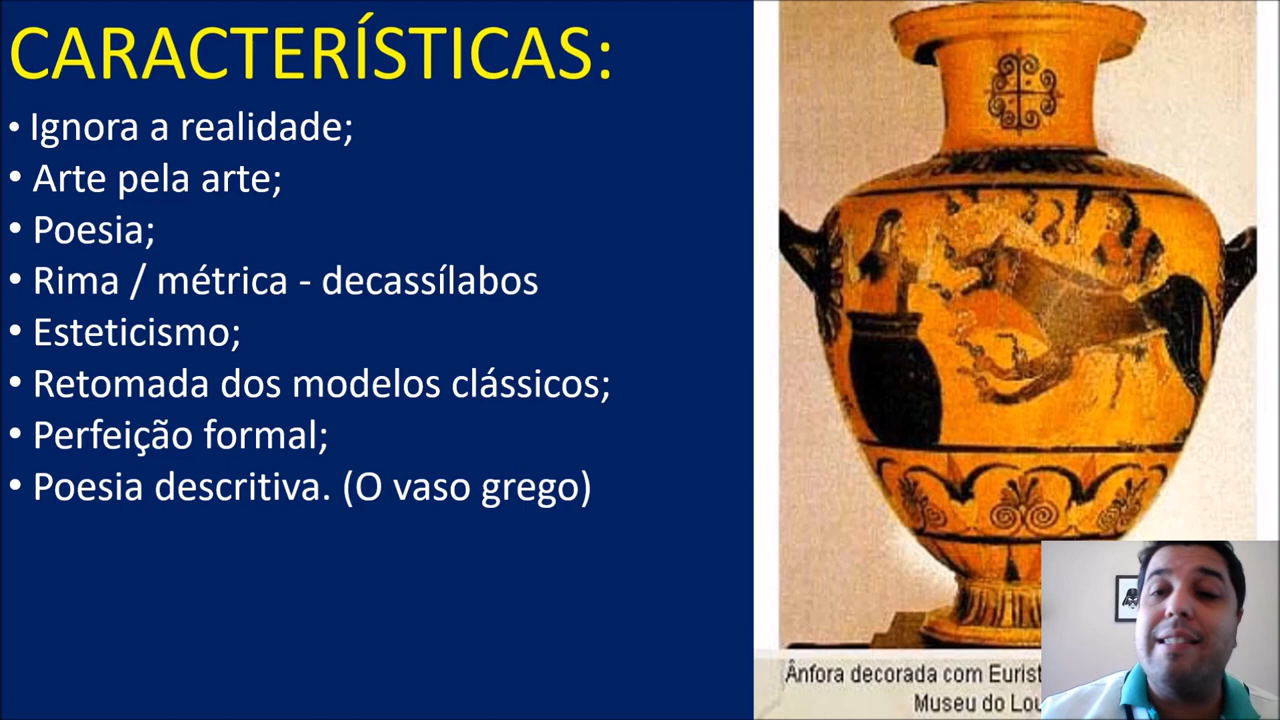 CARACTERÍSTICAS:
• Ignora a realidade;
• Arte pela arte;
• Poesia;
• Rima / métrica - decassílabos
• Esteticismo;
• Retomada dos modelos clássicos;
• Perfeição formal;
• Poesia descritiva. (O vaso grego)
Ânfora decorada com
Museu do